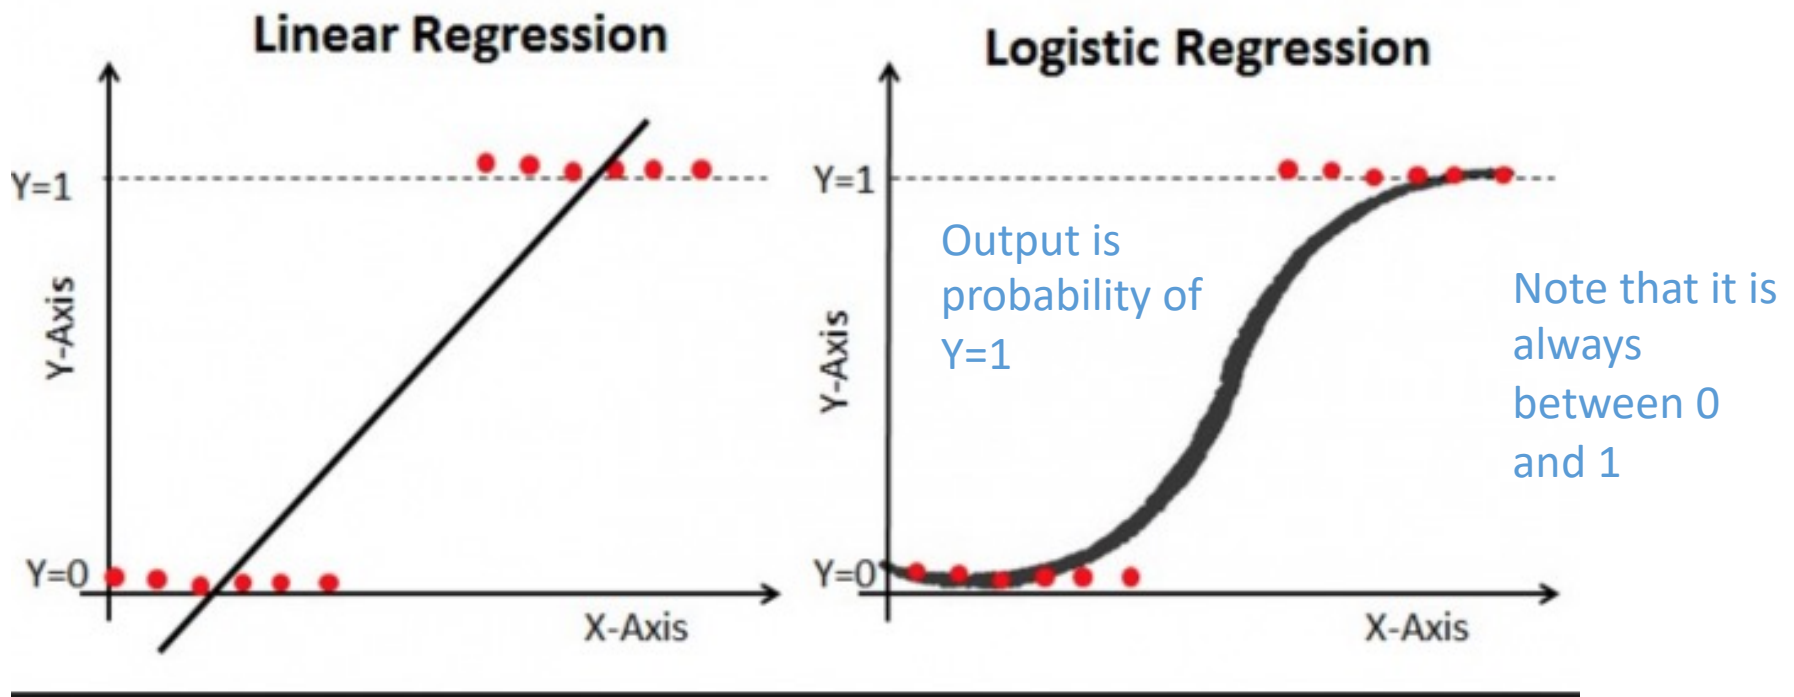 Linear Regression
Y=1
Y-Axis
Y=0
X-Axis
Logistic Regression
Y=1
Output is
probability of
Y=1
Y-Axis
Y=0
X-Axis
Note that it is
always
between 0
and 1